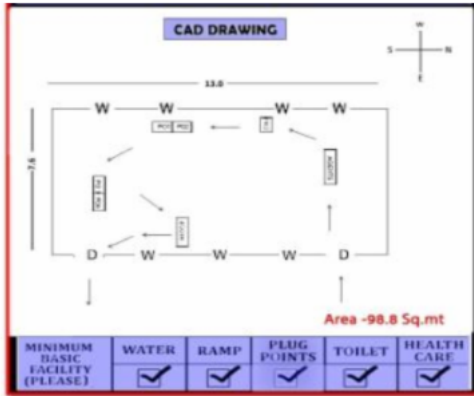 CAD DRAWING
W
S N
E
13.0
W W W W
7.6
D W W W D
Area -98.8 Sq.mt
MINIMUM BASIC FACILITY (PLEASE)
WATER
RAMP
PLUG POINTS
TOILET
HEALTH CARE